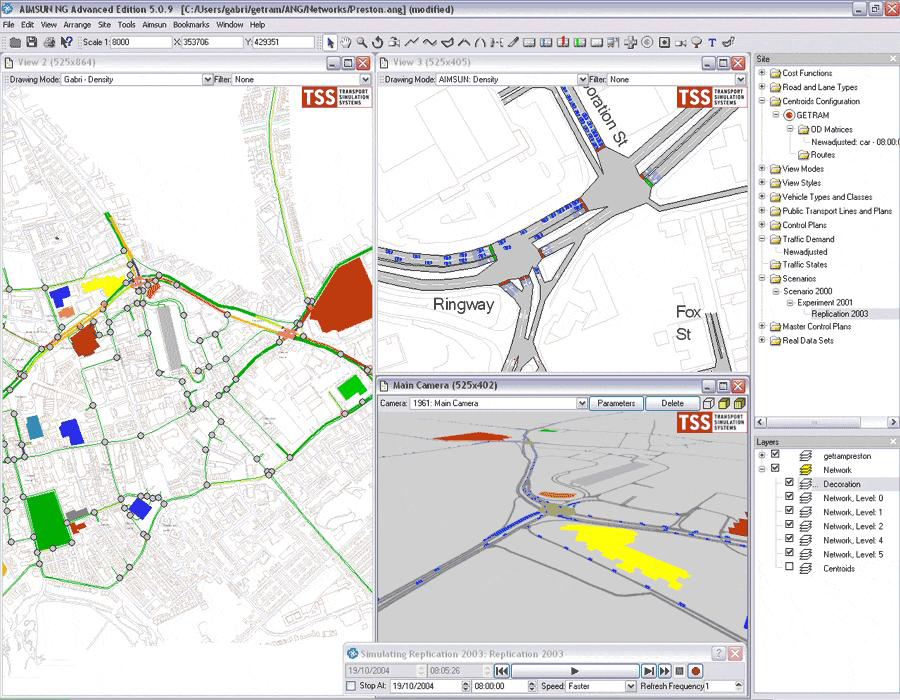 AIMSUN NG Advanced Edition 5.0.9 [C:/Users/gabri/getram/ANG/Networks/Preston.ang] (modified)
File Edit View Arrange Site Tools Aimsun Bookmarks Window Help
Scale 1: 8000 X: 353706 Y: 429351
View 2 (525x864)
Drawing Mode: Gabri - Density Filter: None
TSS TRANSPORT SIMULATION SYSTEMS
View 3 (525x405)
Drawing Mode: AIMSUN: Density Filter: None
TSS TRANSPORT SIMULATION SYSTEMS
oration St
Ringway
Fox
St
Main Camera (525x402)
Camera: 1961: Main Camera Parameters Delete
TSS TRANSPORT SIMULATION SYSTEMS
Simulating Replication 2003: Replication 2003
19/10/2004 08:05:26
Stop At: 19/10/2004 08:00:00 Speed: Faster Refresh Frequency 1
Site
Cost Functions
Road and Lane Types
Centroids Configuration
GETRAM
OD Matrices
Newadjusted: car - 08:00:
Routes
View Modes
View Styles
Vehicle Types and Classes
Public Transport Lines and Plans
Control Plans
Traffic Demand
Newadjusted
Traffic States
Scenarios
Scenario 2000
Experiment 2001
Replication 2003
Master Control Plans
Real Data Sets
Layers
getrampreston
Network
Decoration
Network, Level: 0
Network, Level: 1
Network, Level: 2
Network, Level: 4
Network, Level: 5
Centroids